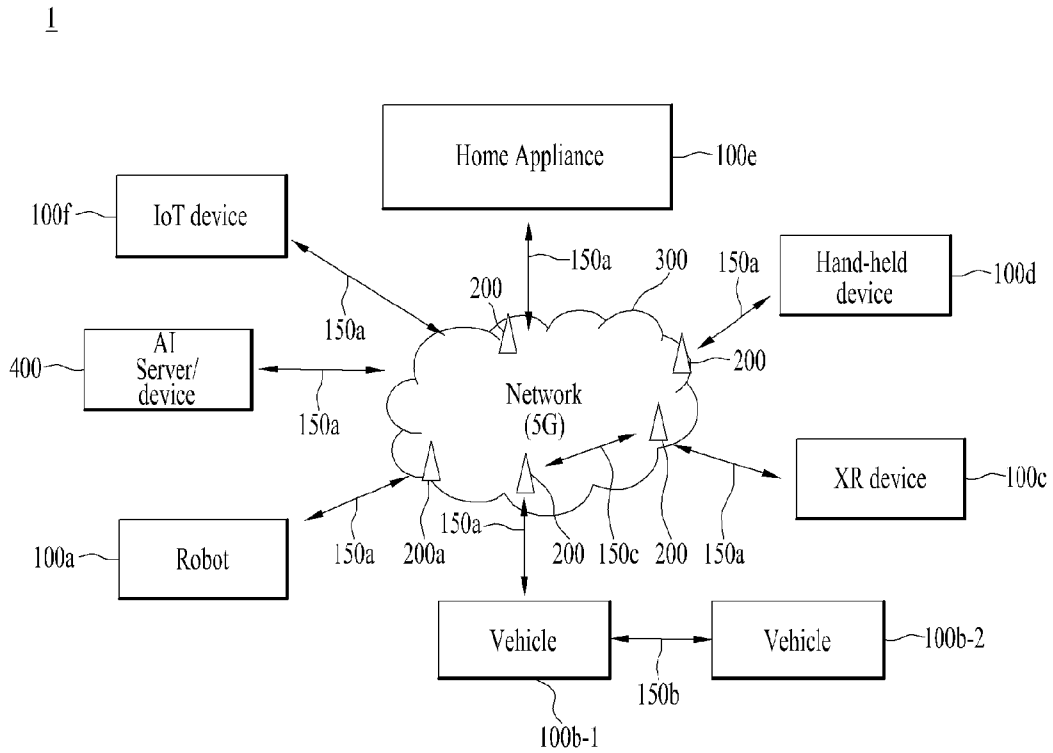 1
Home Appliance
100e
100f
IoT device
150a
200
300
150a
Hand-held
device
100d
150a
400
AI
Server/
device
150a
Network
(5G)
200
XR device
100c
100a
Robot
150a
200a
150a
200
150c
200
150a
Vehicle
150b
Vehicle
100b-2
100b-1